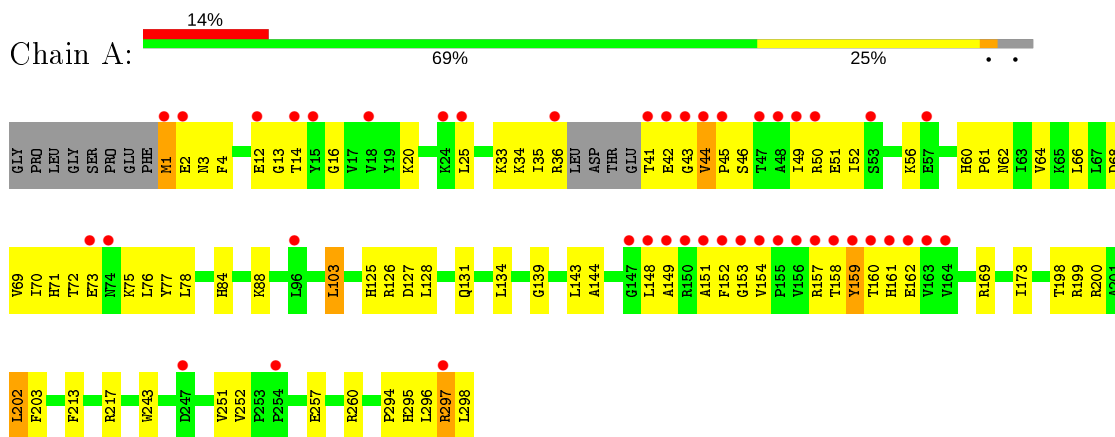 14%
Chain A:
69% 25% • •
GLY PRO LEU GLY SER PRO GLU PHE M1 E2 N3 F4 E12 G13 T14 Y15 G16 V17 V18 Y19 K20 K24 L25 K33 K34 I35 R36 LEU ASP THR GLU T41 E42 G43 V44 P45 S46 T47 A48 I49 R50 E51 I52 S53 K56 E57 H60 P61 N62 I63 V64 K65 L66 L67 D68
V69 I70 H71 T72 E73 N74 K75 L76 Y77 L78 H84 K88 L96 L103 H125 R126 D127 L128 Q131 L134 G139 L143 A144 G147 L148 A149 R150 A151 F152 G153 V154 P155 V156 R157 T158 Y159 T160 H161 E162 V163 V164 R169 I173 T198 R199 R200 A201
L202 F203 F213 R217 W243 D247 V251 V252 P253 P254 E257 R260 P294 H295 L296 R297 L298